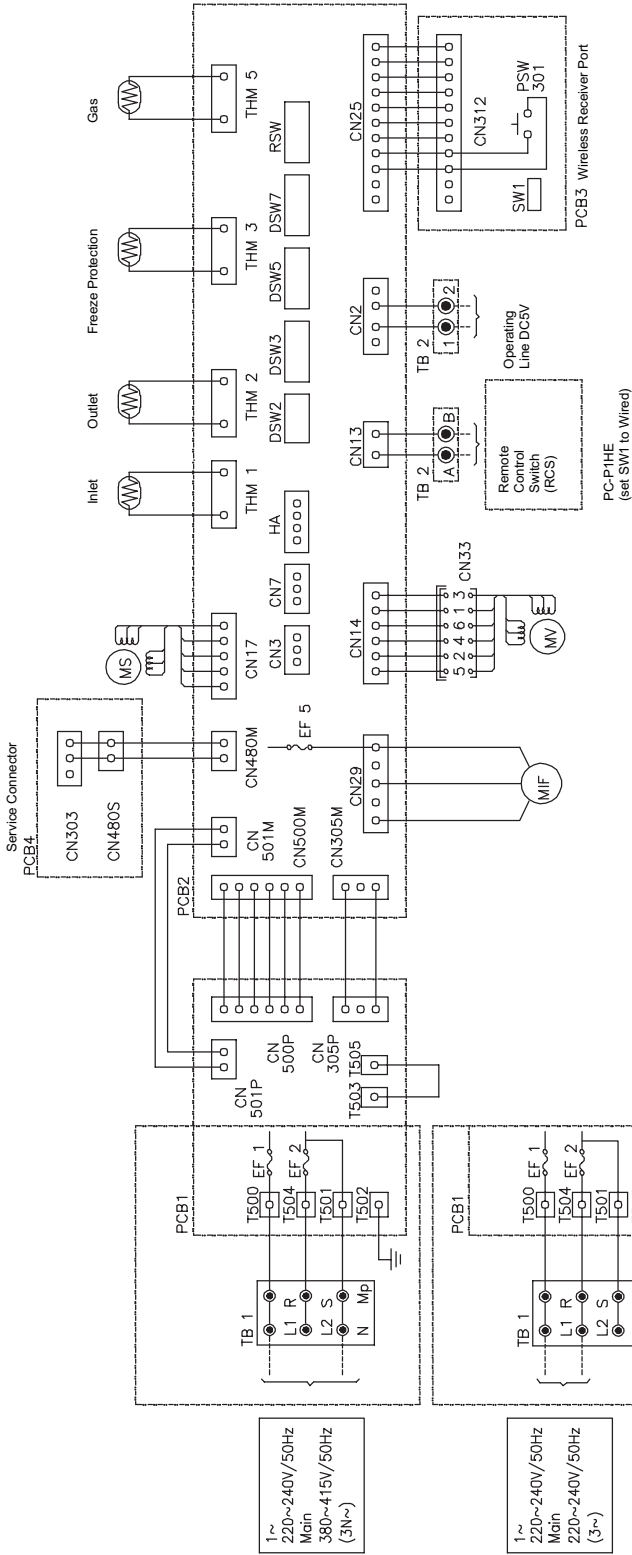 Service Connector
PCB4
CN303
CN480S
Inlet
Outlet
Freeze Protection
Gas
MS
THM 1
THM 2
THM 3
THM 5
CN17
CN480M
CN
501M
CN500M
CN305M
PCB2
CN3
CN7
HA
DSW2
DSW3
DSW5
DSW7
RSW
EF 5
CN29
CN14
CN13
CN2
CN25
MIF
5 2 4 6 1 3
CN33
MV
TB 2
A B
Remote
Control
Switch
(RCS)
PC-P1HE
(set SW1 to Wired)
TB 2
1 2
Operating
Line DC5V
CN312
SW1
PSW
301
PCB3 Wireless Receiver Port
CN
501P
CN
500P
CN
305P
T503
T505
PCB1
T500
EF 1
T504
EF 2
T501
T502
TB 1
L1 R
L2 S
N Mp
1~
220~240V/50Hz
Main
380~415V/50Hz
(3N~)
PCB1
T500
EF 1
T504
EF 2
T501
TB 1
L1 R
L2 S
1~
220~240V/50Hz
Main
220~240V/50Hz
(3~)